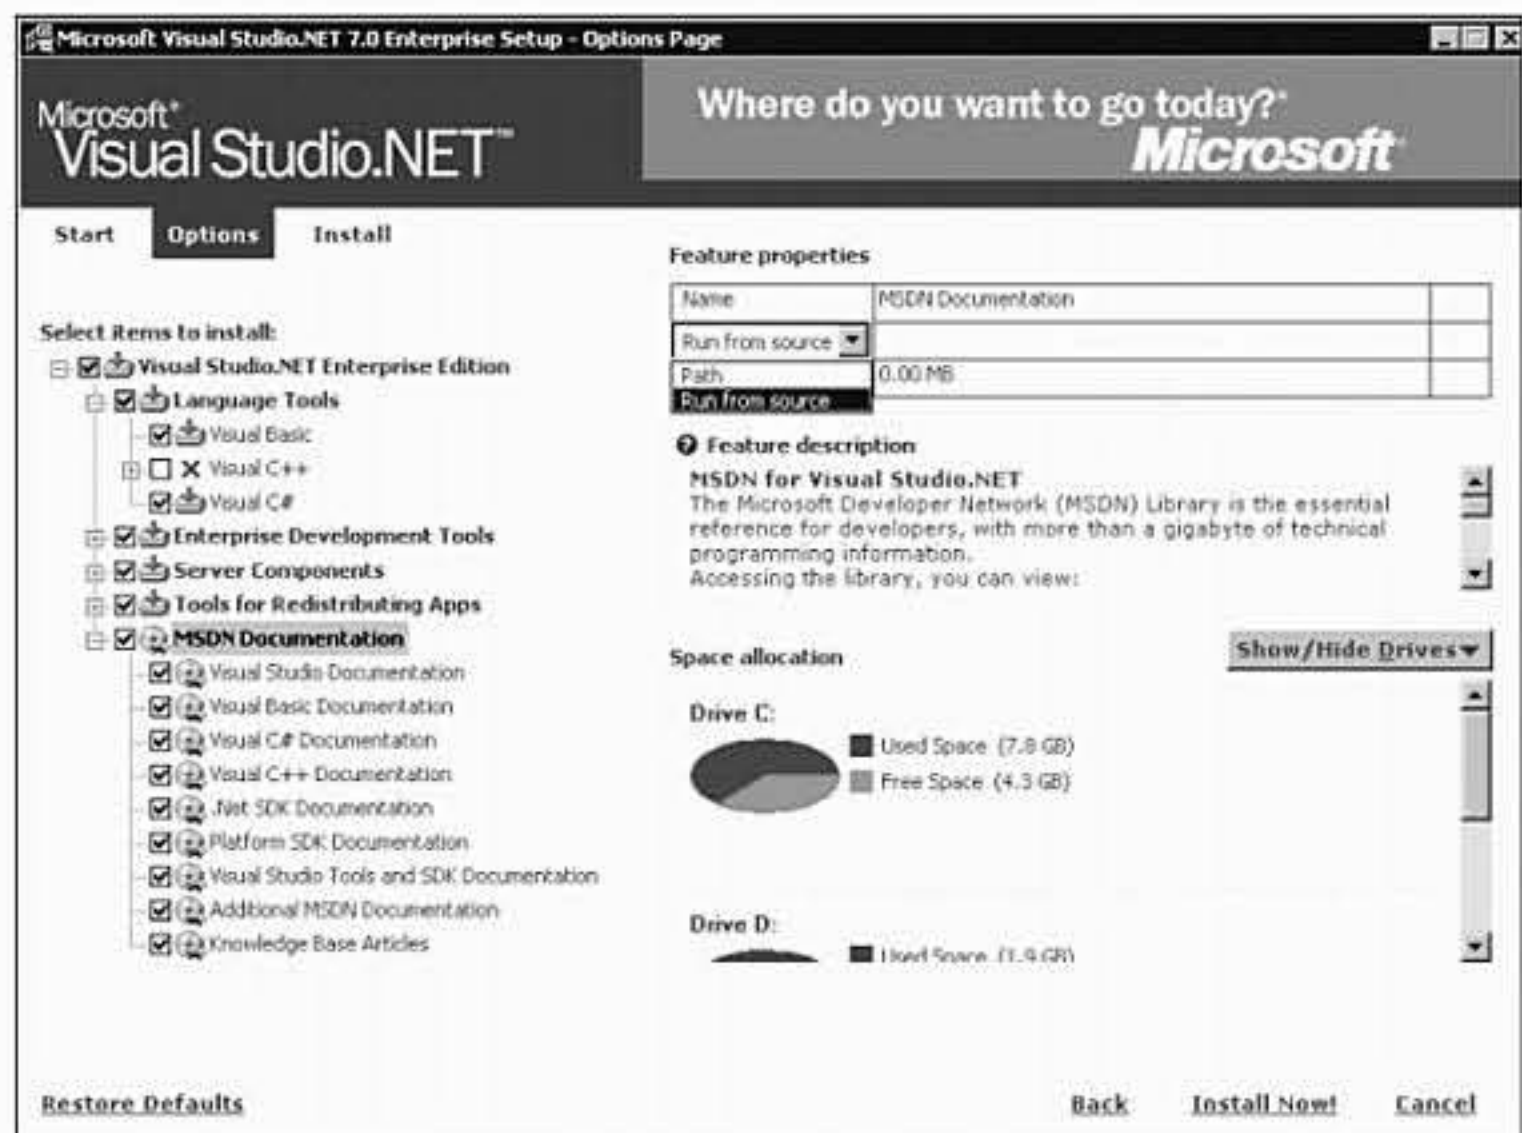 Microsoft Visual Studio.NET 7.0 Enterprise Setup - Options Page
Microsoft®
Visual Studio.NET™
Where do you want to go today?®
Microsoft
Start Options Install
Select items to install:
Visual Studio.NET Enterprise Edition
Language Tools
Visual Basic
Visual C++
Visual C#
Enterprise Development Tools
Server Components
Tools for Redistributing Apps
MSDN Documentation
Visual Studio Documentation
Visual Basic Documentation
Visual C# Documentation
Visual C++ Documentation
.Net SDK Documentation
Platform SDK Documentation
Visual Studio Tools and SDK Documentation
Additional MSDN Documentation
Knowledge Base Articles
Feature properties
Name MSDN Documentation
Run from source
Path 0.00 MB
Run from source
Feature description
MSDN for Visual Studio.NET
The Microsoft Developer Network (MSDN) Library is the essential
reference for developers, with more than a gigabyte of technical
programming information.
Accessing the library, you can view:
Space allocation
Show/Hide Drives
Drive C:
Used Space (7.8 GB)
Free Space (4.3 GB)
Drive D:
Used Space (1.9 GB)
Restore Defaults
Back Install Now! Cancel